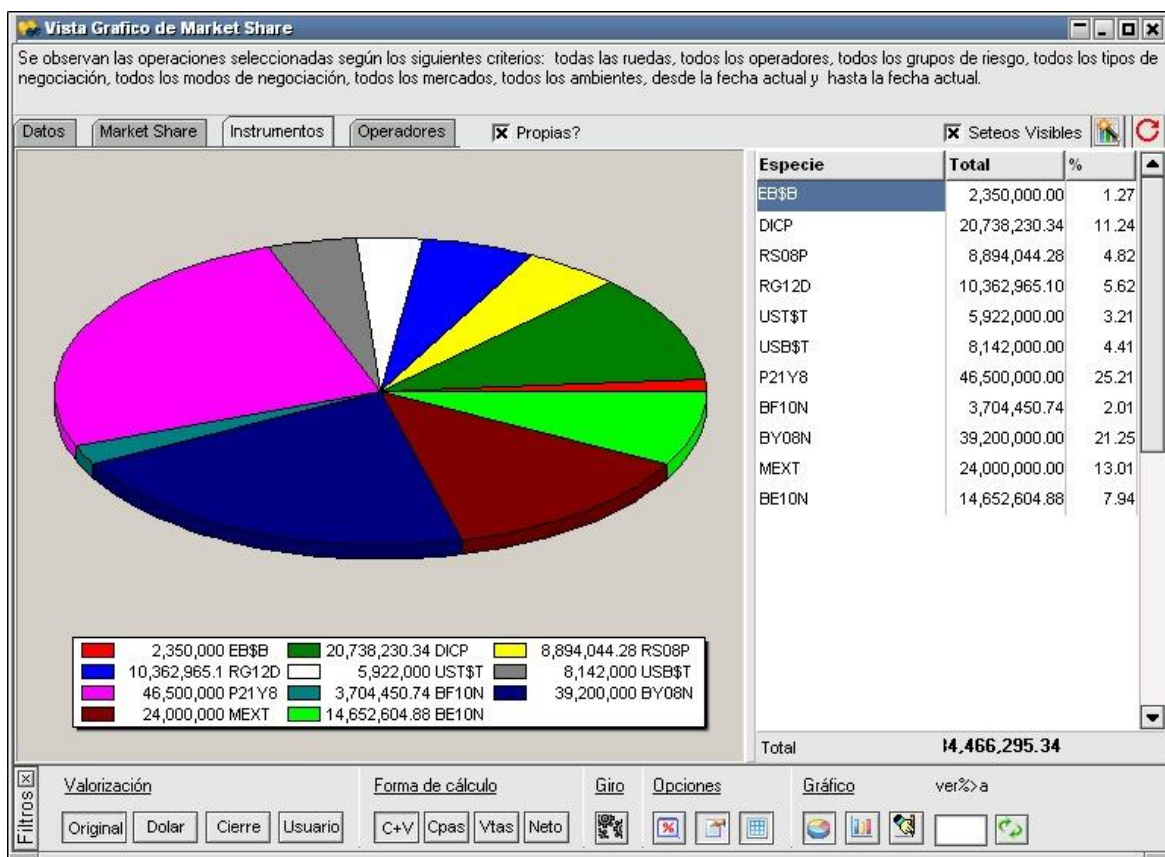 Vista Grafico de Market Share
Se observan las operaciones seleccionadas según los siguientes criterios: todas las ruedas, todos los operadores, todos los grupos de riesgo, todos los tipos de
negociación, todos los modos de negociación, todos los mercados, todos los ambientes, desde la fecha actual y hasta la fecha actual.
Datos Market Share Instrumentos Operadores Propias? Seteos Visibles
Especie Total %
EB$B 2,350,000.00 1.27
DICP 20,738,230.34 11.24
RS08P 8,894,044.28 4.82
RG12D 10,362,965.10 5.62
UST$T 5,922,000.00 3.21
USB$T 8,142,000.00 4.41
P21Y8 46,500,000.00 25.21
BF10N 3,704,450.74 2.01
BY08N 39,200,000.00 21.25
MEXT 24,000,000.00 13.01
BE10N 14,652,604.88 7.94
2,350,000 EB$B 20,738,230.34 DICP 8,894,044.28 RS08P
10,362,965.1 RG12D 5,922,000 UST$T 8,142,000 USB$T
46,500,000 P21Y8 3,704,450.74 BF10N 39,200,000 BY08N
24,000,000 MEXT 14,652,604.88 BE10N
Total 4,466,295.34
Filtros
Valorización Forma de cálculo Giro Opciones Gráfico ver%>a
Original Dolar Cierre Usuario C+V Cpas Vtas Neto